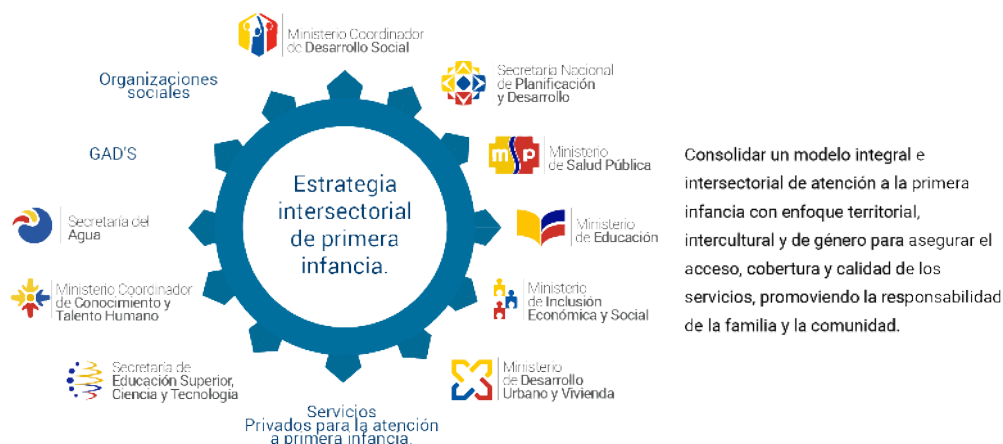 Ministerio Coordinador
de Desarrollo Social
Organizaciones
sociales
Secretaría Nacional
de Planificación
y Desarrollo
GAD'S
msp
Ministerio
de Salud Pública
Estrategia
intersectorial
de primera
infancia.
Secretaría del
Agua
Ministerio
de Educación
Ministerio Coordinador
de Conocimiento y
Talento Humano
Ministerio
de Inclusión
Económica y Social
Secretaría de
Educación Superior,
Ciencia y Tecnología
Ministerio
de Desarrollo
Urbano y Vivienda
Servicios
Privados para la atención
a primera infancia.
Consolidar un modelo integral e
intersectorial de atención a la primera
infancia con enfoque territorial,
intercultural y de género para asegurar el
acceso, cobertura y calidad de los
servicios, promoviendo la responsabilidad
de la familia y la comunidad.